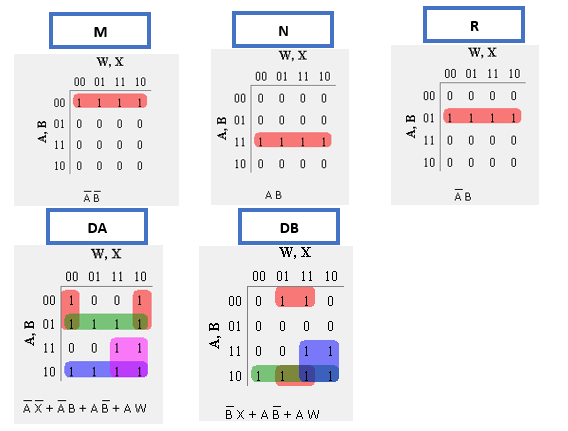 M
W, X
00 01 11 10
A, B
00 1 1 1 1
01 0 0 0 0
11 0 0 0 0
10 0 0 0 0
A̅ B̅
N
W, X
00 01 11 10
A, B
00 0 0 0 0
01 0 0 0 0
11 1 1 1 1
10 0 0 0 0
A B
R
W, X
00 01 11 10
A, B
00 0 0 0 0
01 1 1 1 1
11 0 0 0 0
10 0 0 0 0
A̅ B
DA
W, X
00 01 11 10
A, B
00 1 0 0 1
01 1 1 1 1
11 0 0 1 1
10 1 1 1 1
A̅ X̅ + A̅ B + A B̅ + A W
DB
W, X
00 01 11 10
A, B
00 0 1 1 0
01 0 0 0 0
11 0 0 1 1
10 1 1 1 1
B̅ X + A B̅ + A W